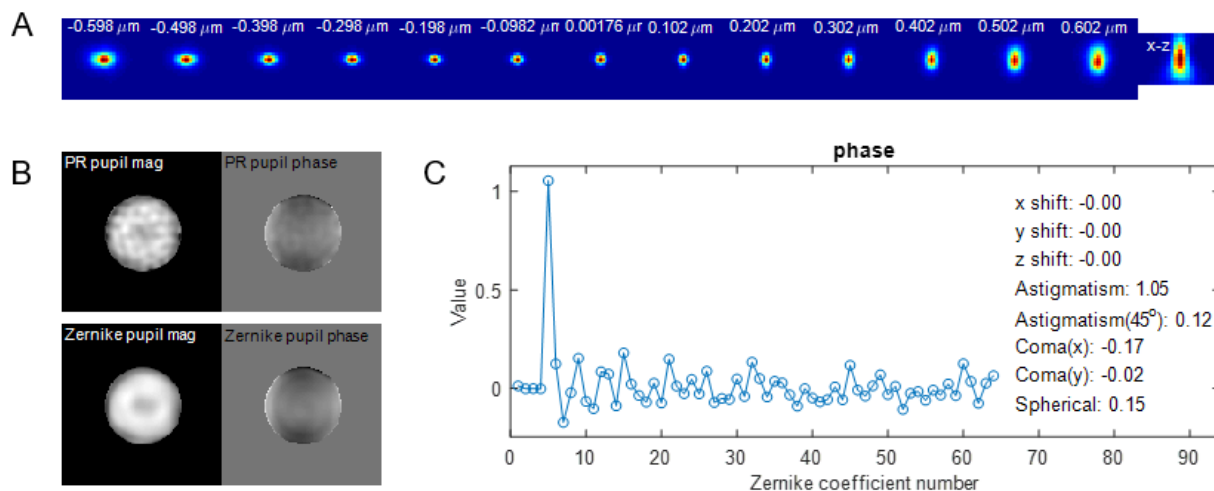 A
-0.598 μm -0.498 μm -0.398 μm -0.298 μm -0.198 μm -0.0982 μm 0.00176 μr 0.102 μm 0.202 μm 0.302 μm 0.402 μm 0.502 μm 0.602 μm
x-z
B
PR pupil mag PR pupil phase
Zernike pupil mag Zernike pupil phase
C
phase
Value
1
0.5
0
0 10 20 30 40 50 60 70 80 90
Zernike coefficient number
x shift: -0.00
y shift: -0.00
z shift: -0.00
Astigmatism: 1.05
Astigmatism(45°): 0.12
Coma(x): -0.17
Coma(y): -0.02
Spherical: 0.15